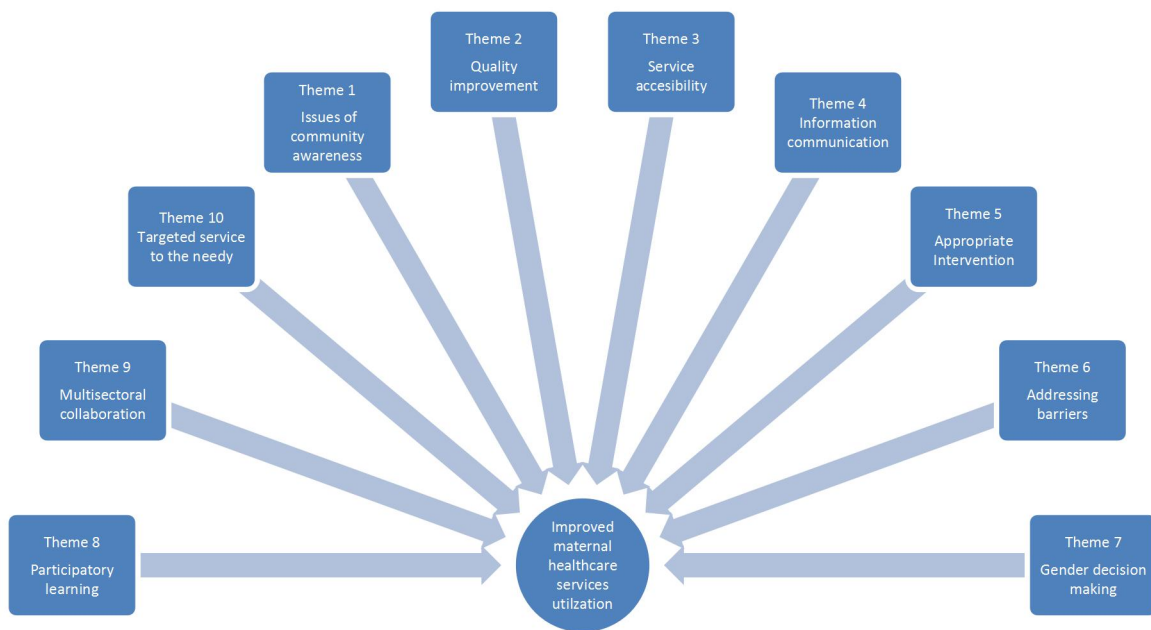 Theme 1
Issues of
community
awareness
Theme 2
Quality
improvement
Theme 3
Service
accesibility
Theme 4
Information
communication
Theme 5
Appropriate
Intervention
Theme 6
Addressing
barriers
Theme 7
Gender decision
making
Theme 8
Participatory
learning
Theme 9
Multisectoral
collaboration
Theme 10
Targeted service
to the needy
Improved
maternal
healthcare
services
utilzation